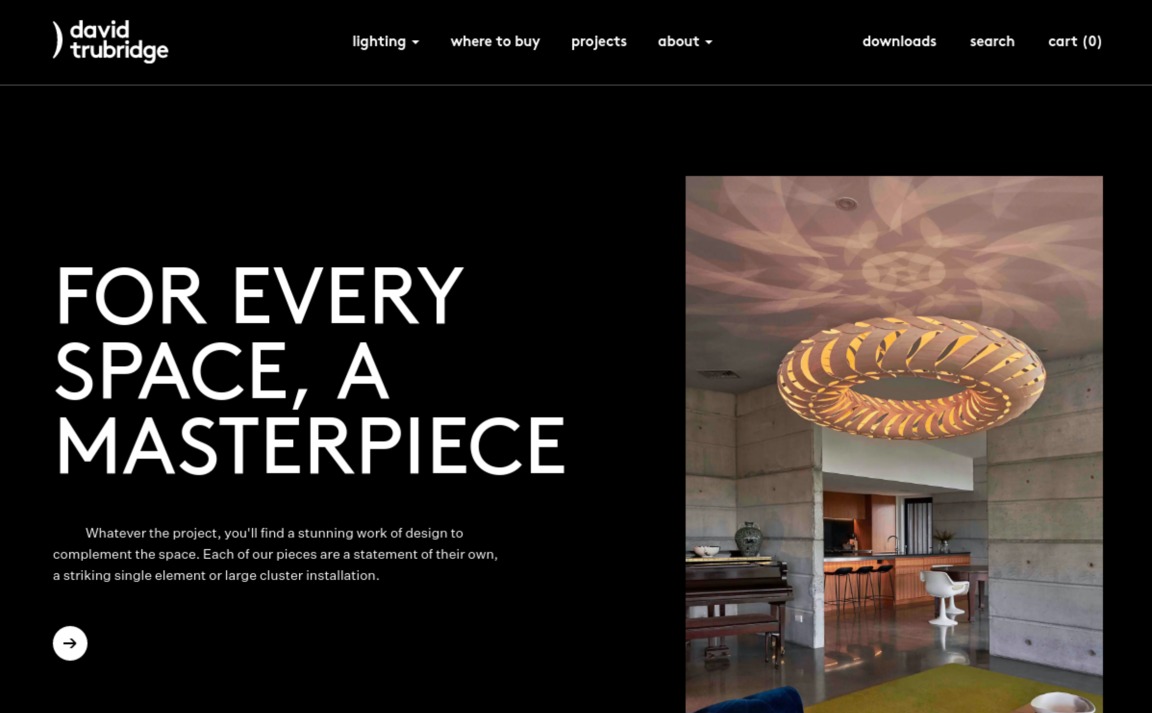 david
trubridge
lighting
where to buy
projects
about
downloads
search
cart (0)
FOR EVERY
SPACE, A
MASTERPIECE
Whatever the project, you'll find a stunning work of design to
complement the space. Each of our pieces are a statement of their own,
a striking single element or large cluster installation.